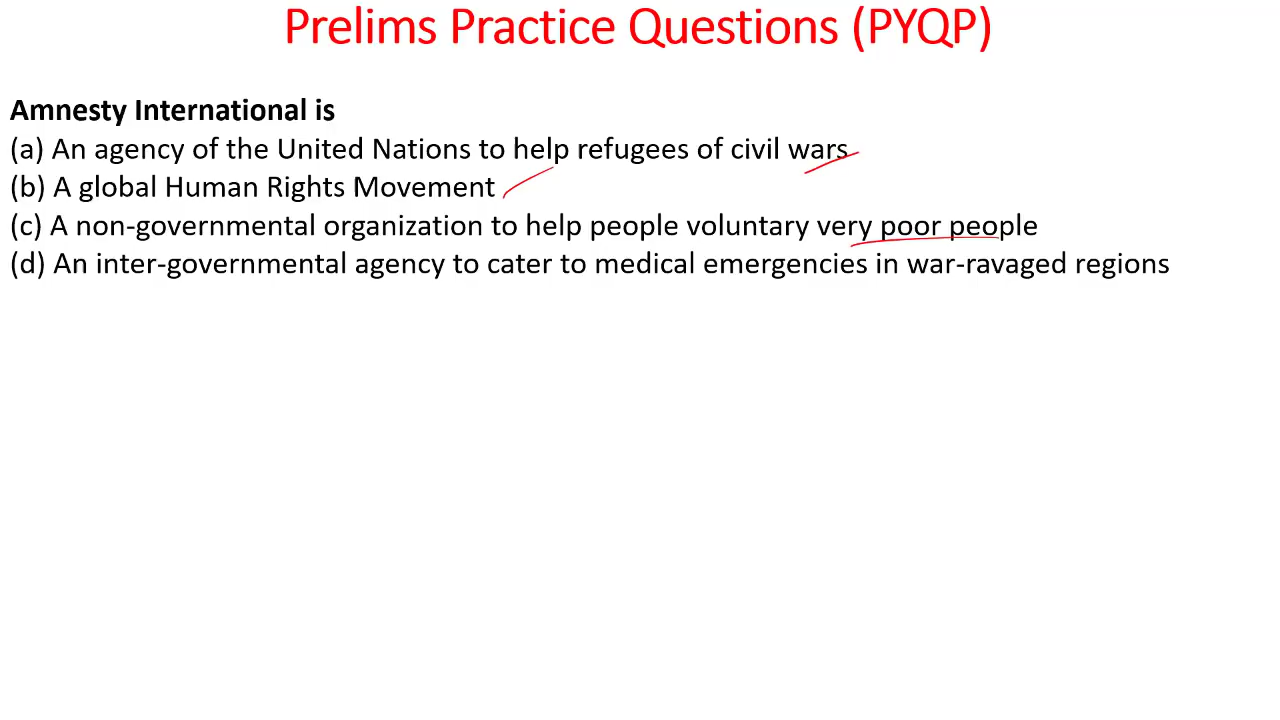 Prelims Practice Questions (PYQP)
Amnesty International is
(a) An agency of the United Nations to help refugees of civil wars
(b) A global Human Rights Movement
(c) A non-governmental organization to help people voluntary very poor people
(d) An inter-governmental agency to cater to medical emergencies in war-ravaged regions